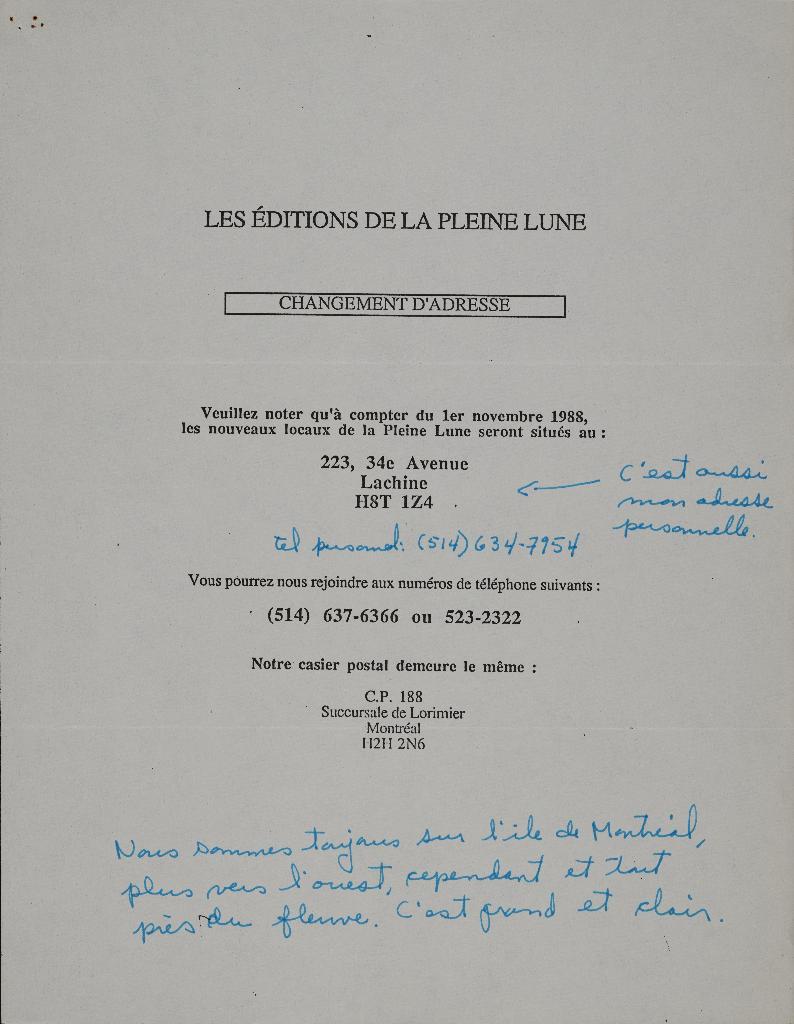 LES ÉDITIONS DE LA PLEINE LUNE
CHANGEMENT D'ADRESSE
Veuillez noter qu'à compter du 1er novembre 1988,
les nouveaux locaux de la Pleine Lune seront situés au :
223, 34e Avenue
Lachine
H8T 1Z4
C'est aussi
mon adresse
personnelle.
tel personnel: (514) 634-7954
Vous pourrez nous rejoindre aux numéros de téléphone suivants :
(514) 637-6366 ou 523-2322
Notre casier postal demeure le même :
C.P. 188
Succursale de Lorimier
Montréal
H2H 2N6
Nous sommes toujours sur l'île de Montréal,
plus vers l'ouest, cependant et tout
près du fleuve. C'est grand et clair.